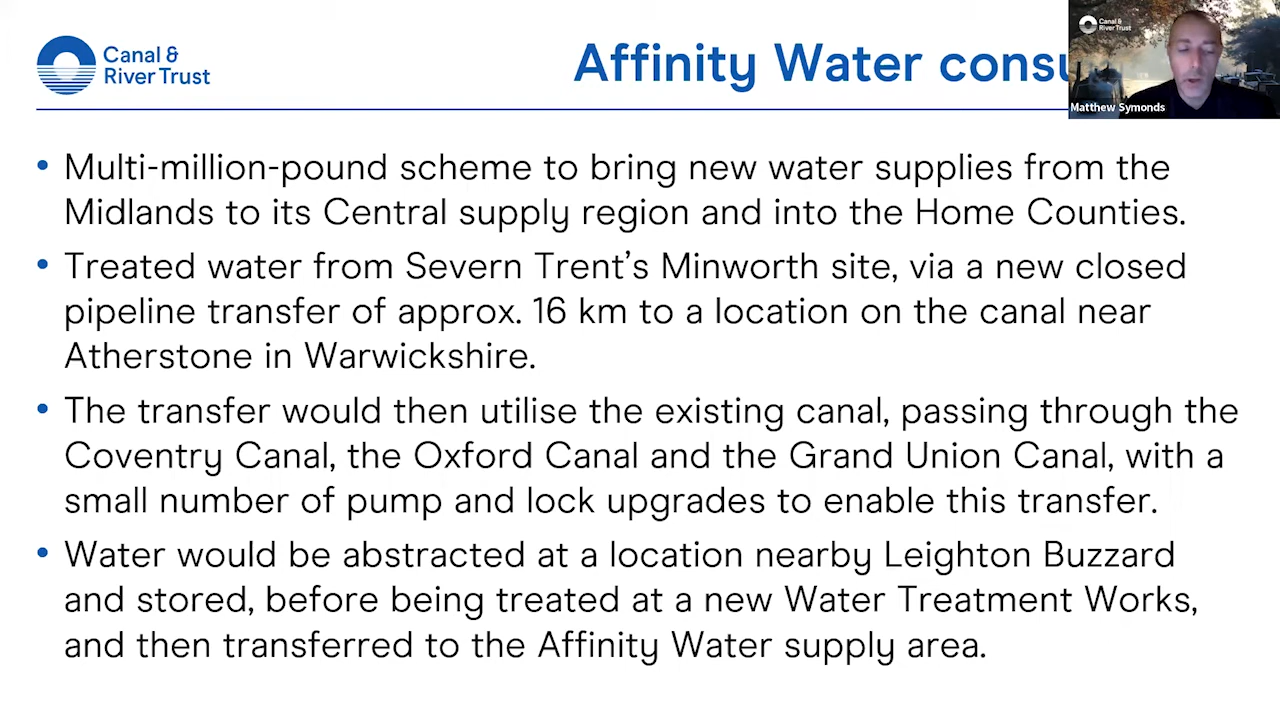 Canal &
River Trust
Affinity Water
Canal &
River Trust
Matthew Symonds
• Multi-million-pound scheme to bring new water supplies from the
Midlands to its Central supply region and into the Home Counties.
• Treated water from Severn Trent’s Minworth site, via a new closed
pipeline transfer of approx. 16 km to a location on the canal near
Atherstone in Warwickshire.
• The transfer would then utilise the existing canal, passing through the
Coventry Canal, the Oxford Canal and the Grand Union Canal, with a
small number of pump and lock upgrades to enable this transfer.
• Water would be abstracted at a location nearby Leighton Buzzard
and stored, before being treated at a new Water Treatment Works,
and then transferred to the Affinity Water supply area.